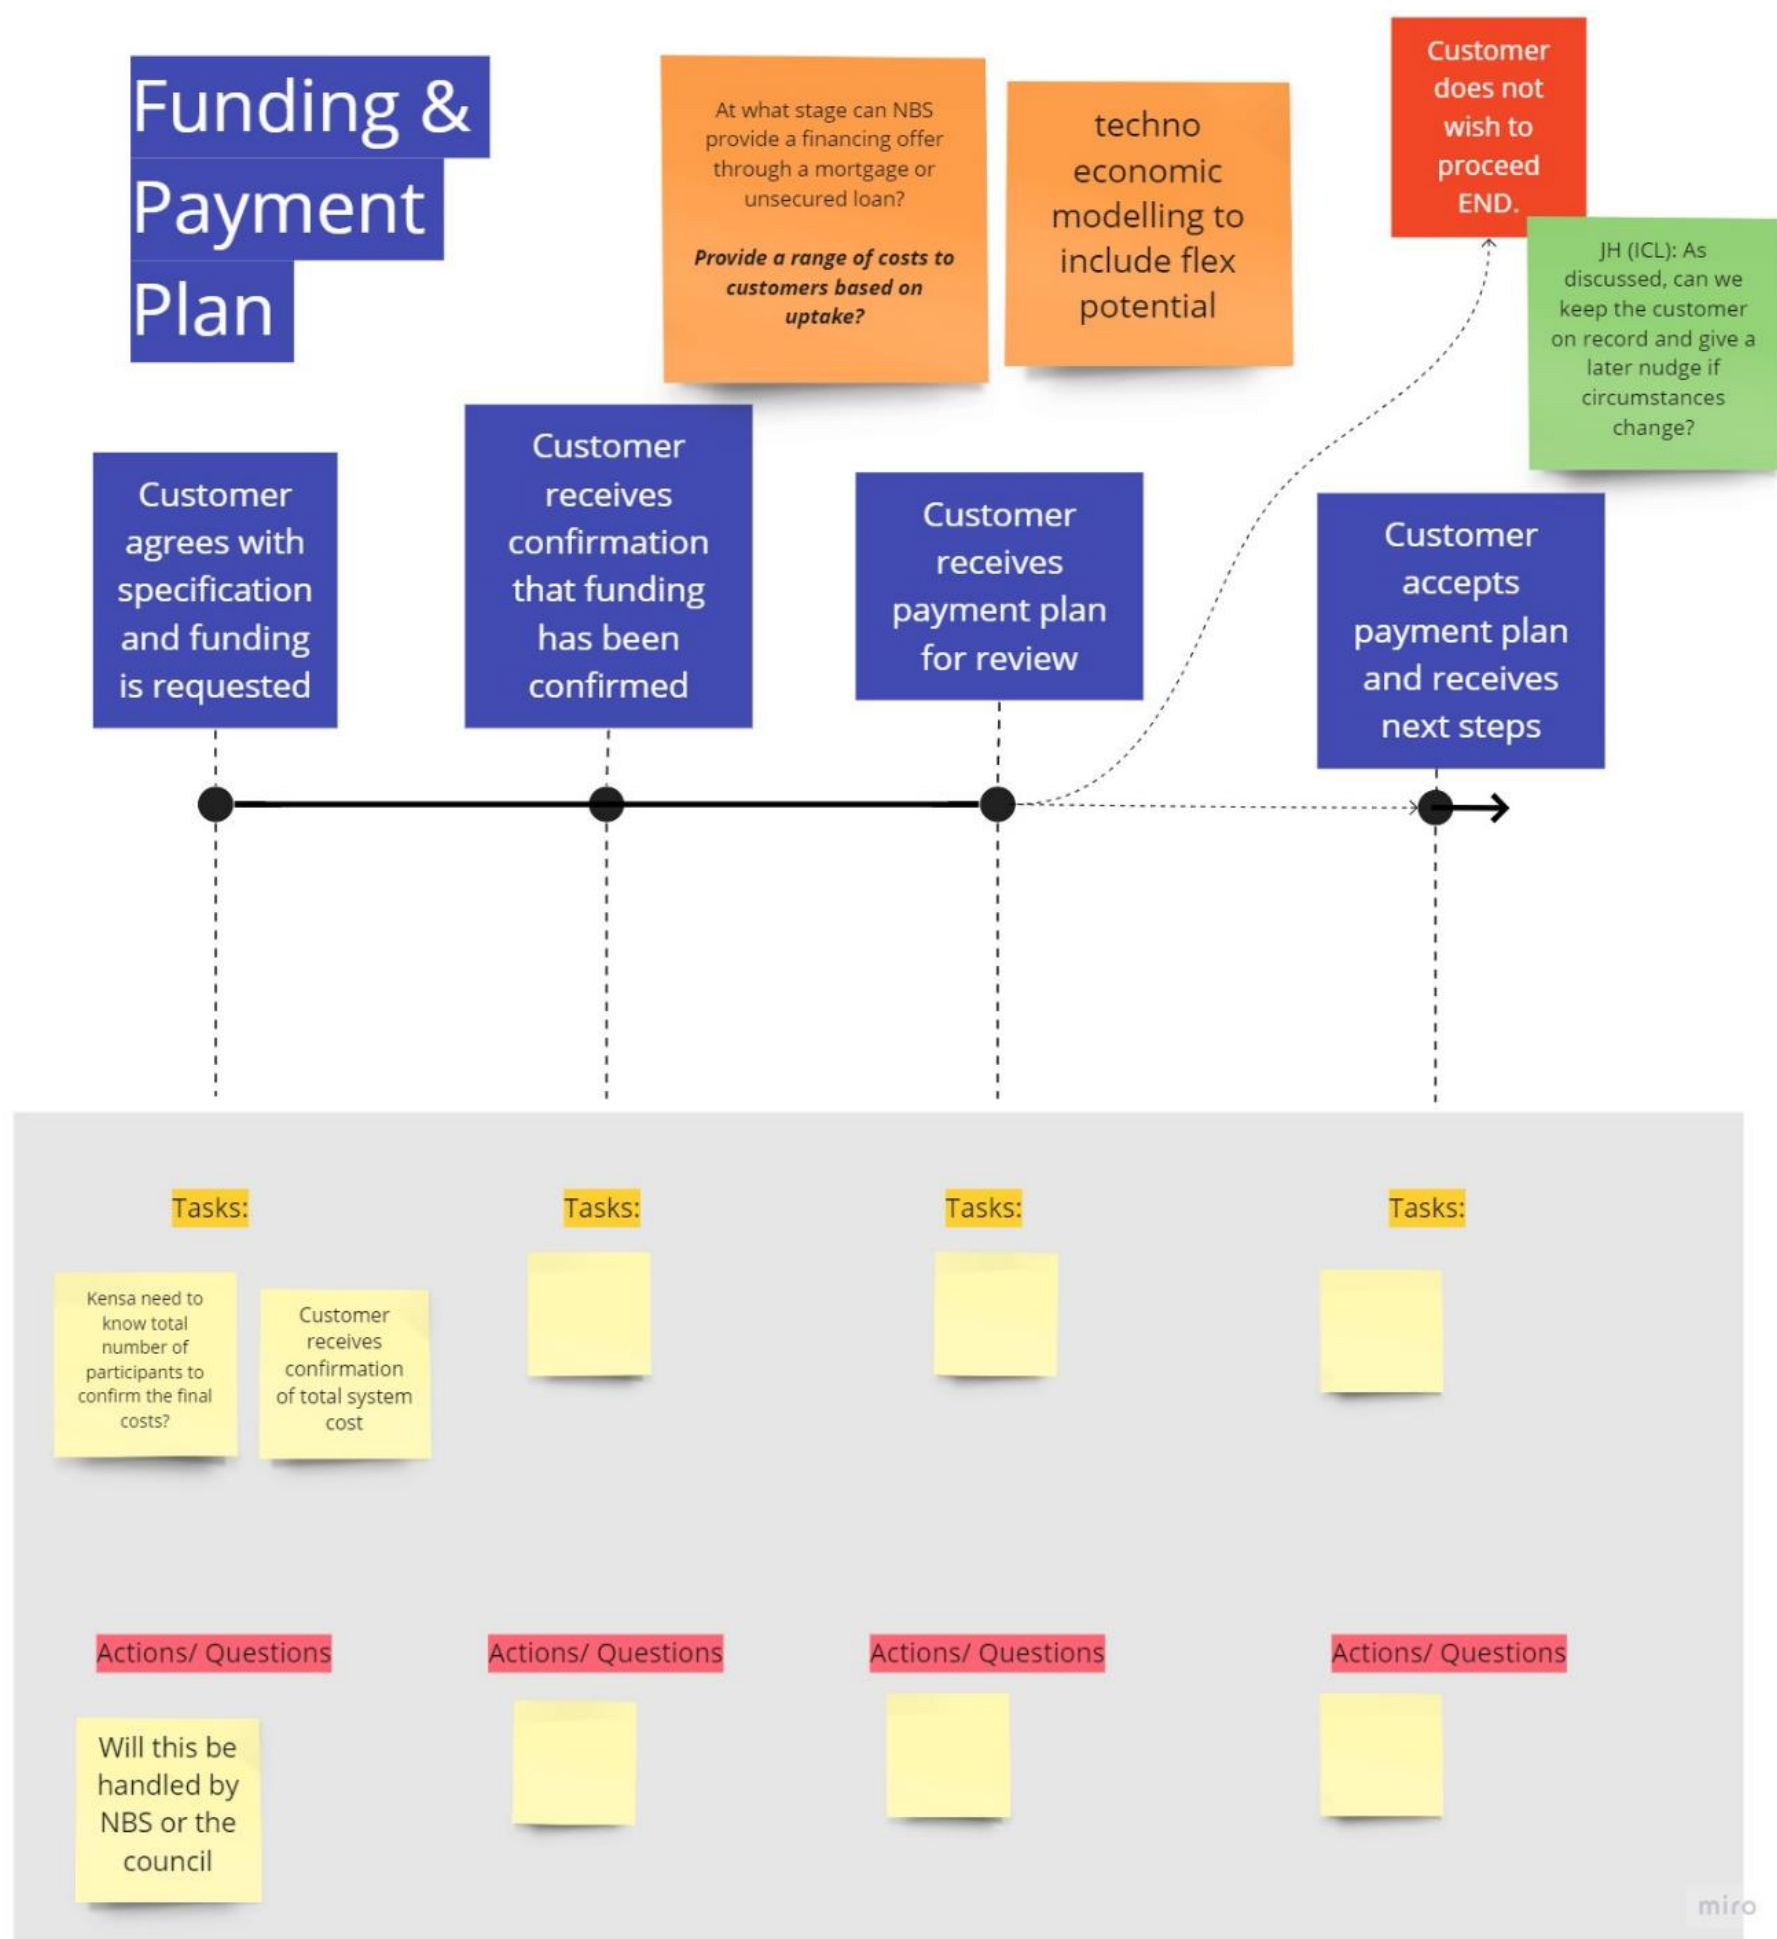 Funding &
Payment
Plan
At what stage can NBS
provide a financing offer
through a mortgage or
unsecured loan?
Provide a range of costs to
customers based on
uptake?
techno
economic
modelling to
include flex
potential
Customer
does not
wish to
proceed
END.
JH (ICL): As
discussed, can we
keep the customer
on record and give a
later nudge if
circumstances
change?
Customer
agrees with
specification
and funding
is requested
Customer
receives
confirmation
that funding
has been
confirmed
Customer
receives
payment plan
for review
Customer
accepts
payment plan
and receives
next steps
Tasks:
Tasks:
Tasks:
Tasks:
Kensa need to
know total
number of
participants to
confirm the final
costs?
Customer
receives
confirmation
of total system
cost
Actions/ Questions
Actions/ Questions
Actions/ Questions
Actions/ Questions
Will this be
handled by
NBS or the
council
miro